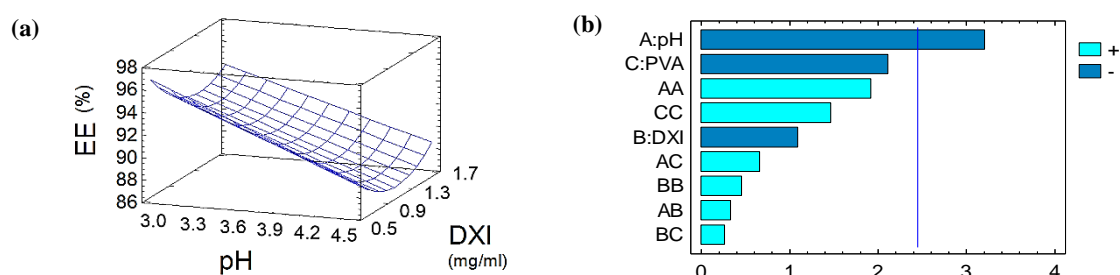 (a)
98
96
94
92
90
88
86
EE (%)
3.0 3.3 3.6 3.9 4.2 4.5
pH
0.5 0.9 1.3 1.7
DXI
(mg/ml)
(b)
A:pH
C:PVA
AA
CC
B:DXI
AC
BB
AB
BC
0 1 2 3 4
+
-